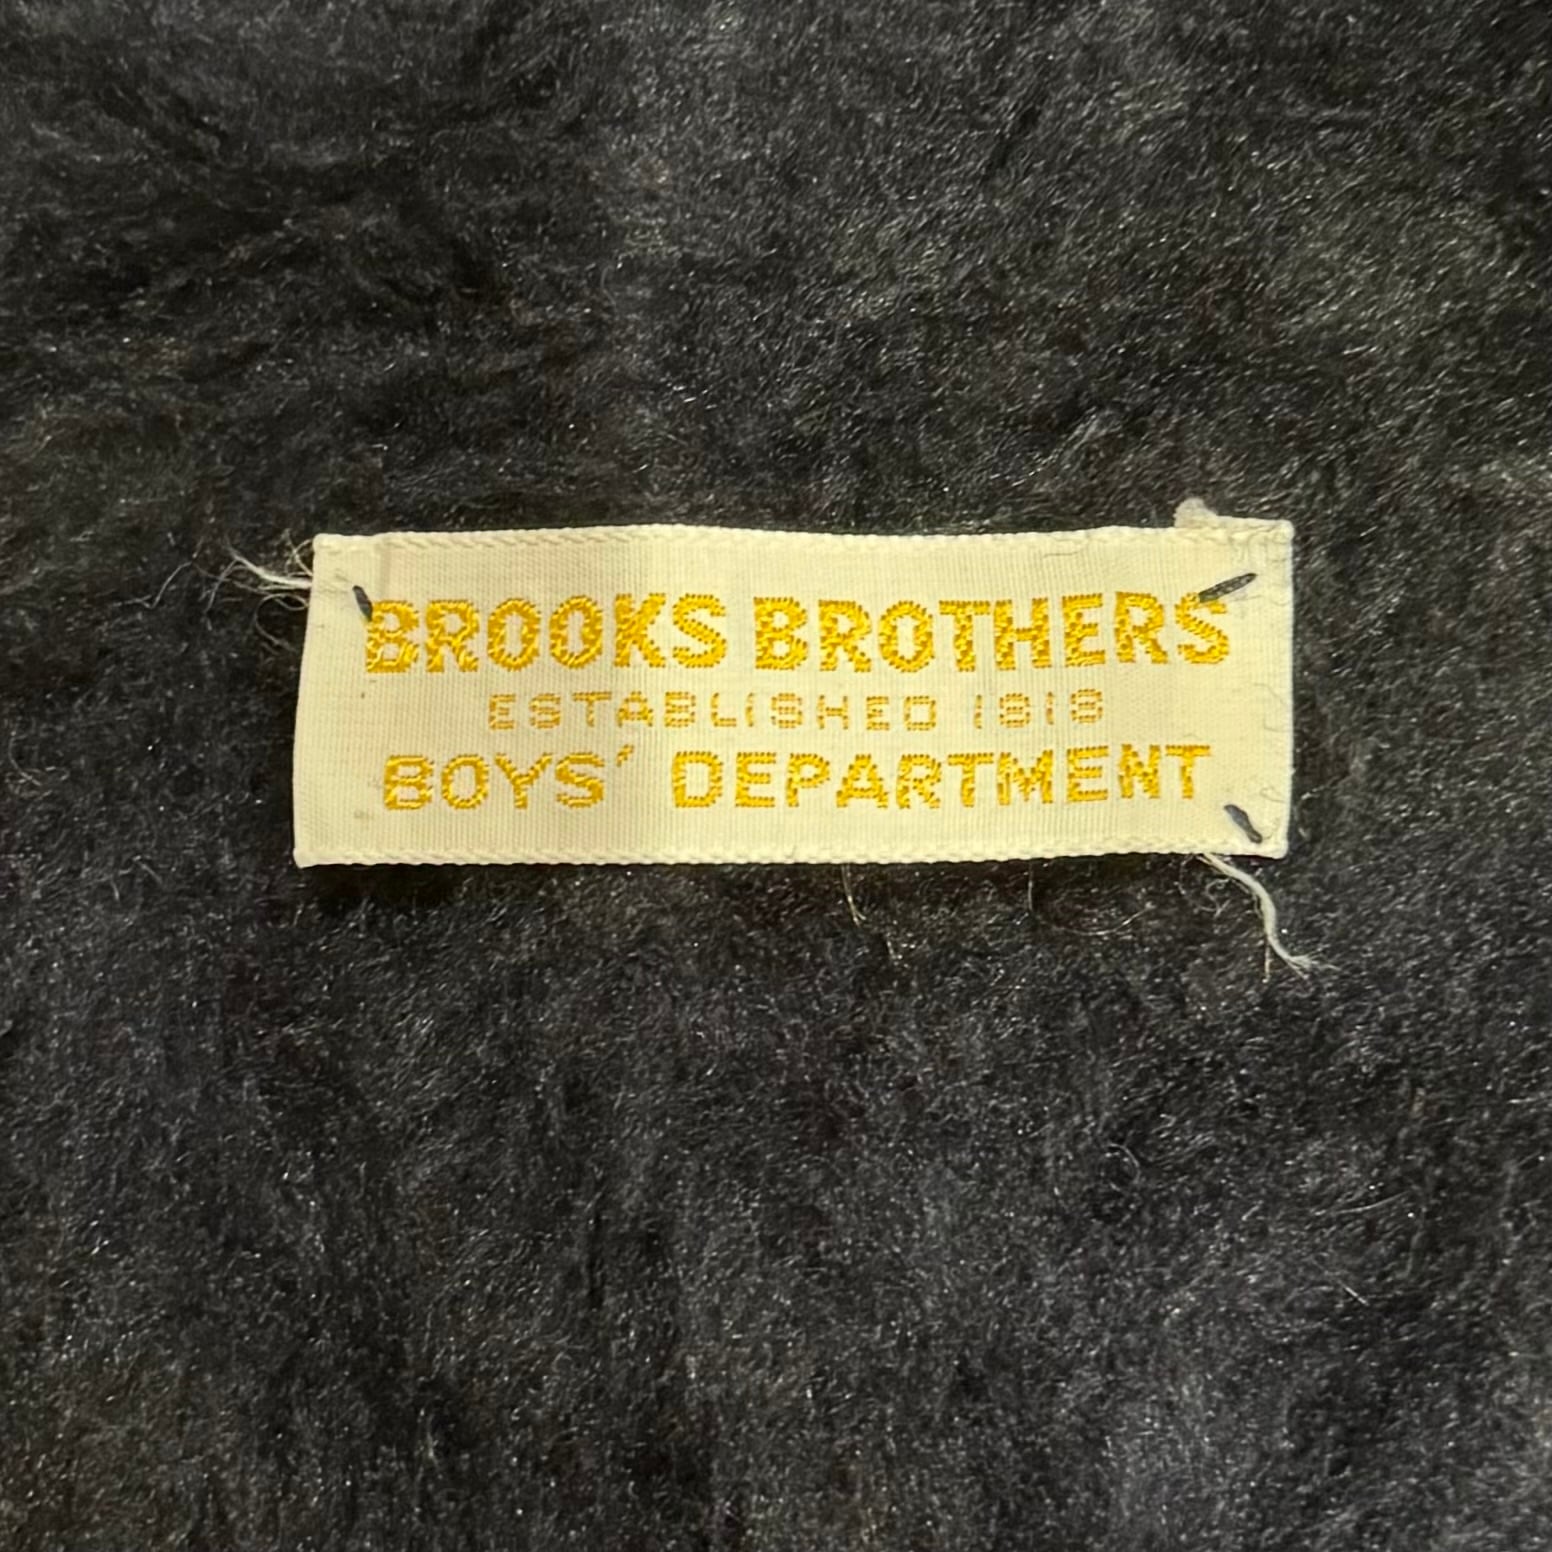 BROOKS BROTHERS
ESTABLISHED 1818
BOYS' DEPARTMENT